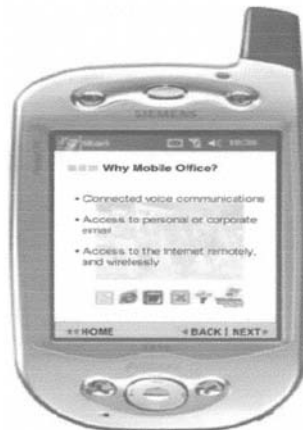 SIEMENS
Start
Why Mobile Office?
• Connected voice communications
• Access to personal or corporate
email
• Access to the Internet remotely,
and wirelessly
HOME
BACK | NEXT